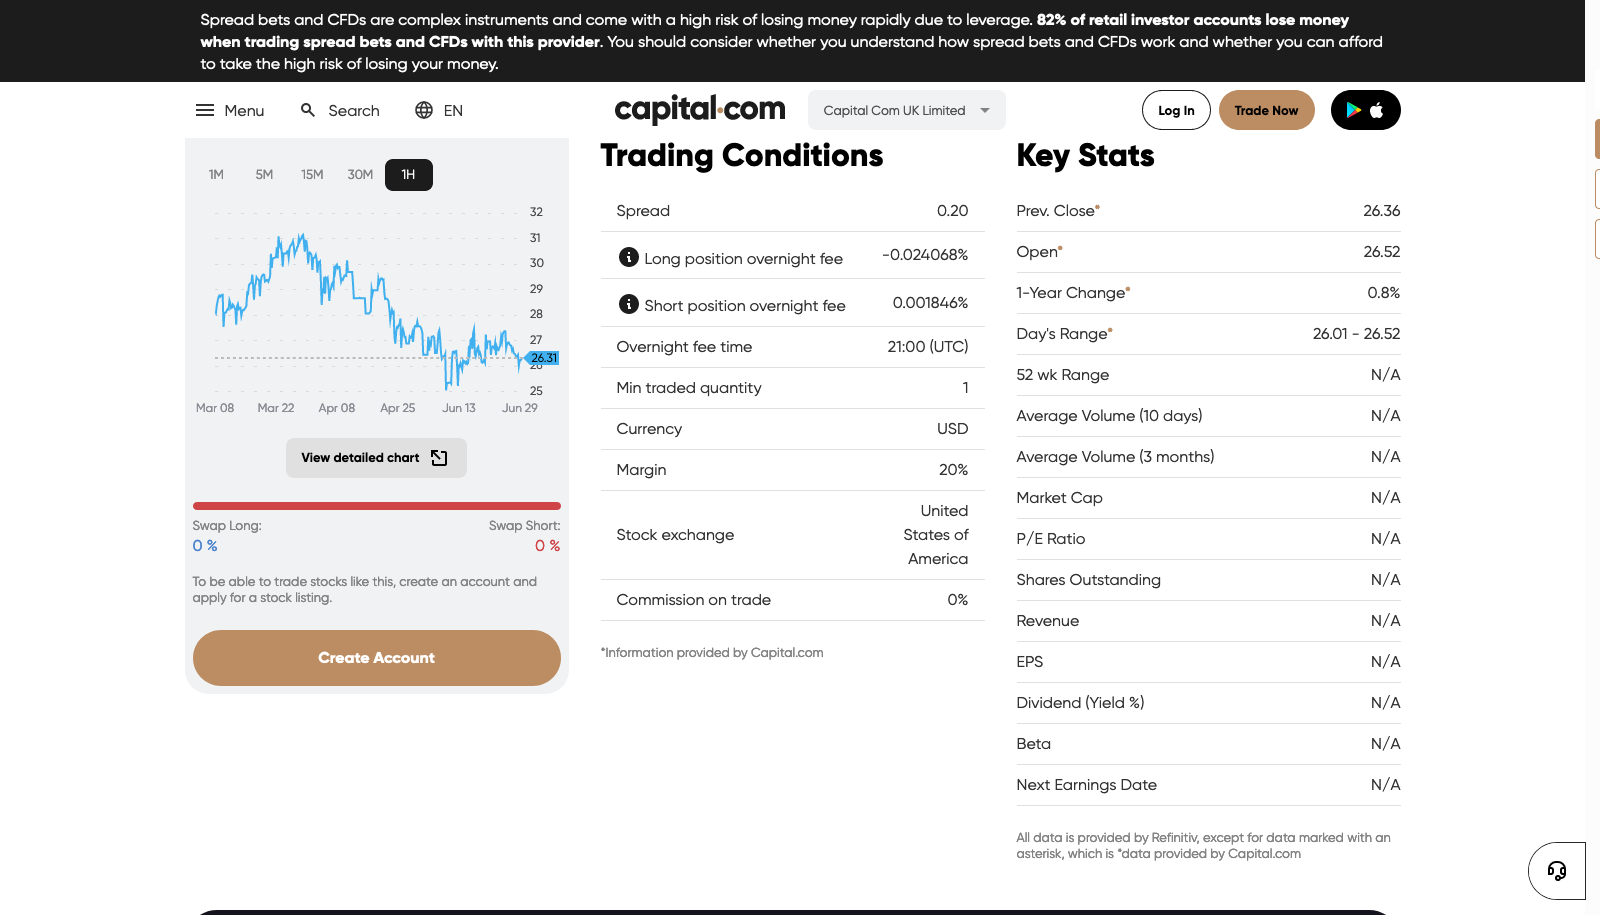 Spread bets and CFDs are complex instruments and come with a high risk of losing money rapidly due to leverage. 82% of retail investor accounts lose money
when trading spread bets and CFDs with this provider. You should consider whether you understand how spread bets and CFDs work and whether you can afford
to take the high risk of losing your money.
Menu
Search
EN
capital.com
Capital Com UK Limited
Log In
Trade Now
1M 5M 15M 30M 1H
32
31
30
29
28
27
26.31
26
25
Mar 08 Mar 22 Apr 08 Apr 25 Jun 13 Jun 29
View detailed chart
Swap Long: Swap Short:
0 % 0 %
To be able to trade stocks like this, create an account and
apply for a stock listing.
Create Account
Trading Conditions
Spread 0.20
Long position overnight fee -0.024068%
Short position overnight fee 0.001846%
Overnight fee time 21:00 (UTC)
Min traded quantity 1
Currency USD
Margin 20%
Stock exchange United
States of
America
Commission on trade 0%
*Information provided by Capital.com
Key Stats
Prev. Close* 26.36
Open* 26.52
1-Year Change* 0.8%
Day's Range* 26.01 - 26.52
52 wk Range N/A
Average Volume (10 days) N/A
Average Volume (3 months) N/A
Market Cap N/A
P/E Ratio N/A
Shares Outstanding N/A
Revenue N/A
EPS N/A
Dividend (Yield %) N/A
Beta N/A
Next Earnings Date N/A
All data is provided by Refinitiv, except for data marked with an
asterisk, which is *data provided by Capital.com